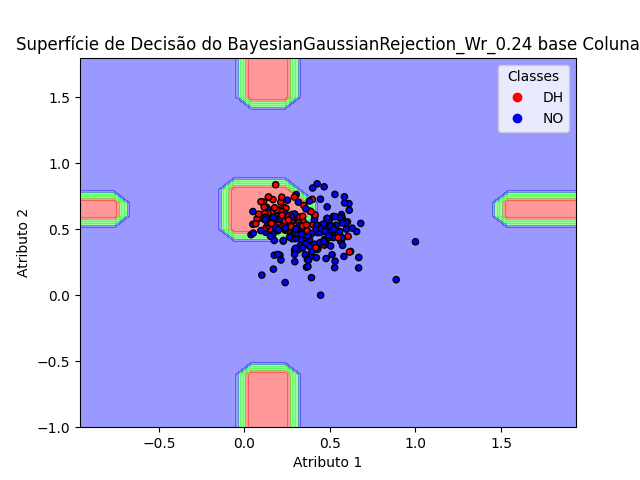 Superfície de Decisão do BayesianGaussianRejection_Wr_0.24 base Coluna
Classes
DH
NO
1.5
1.0
0.5
0.0
−0.5
−1.0
Atributo 2
−0.5
0.0
0.5
1.0
1.5
Atributo 1